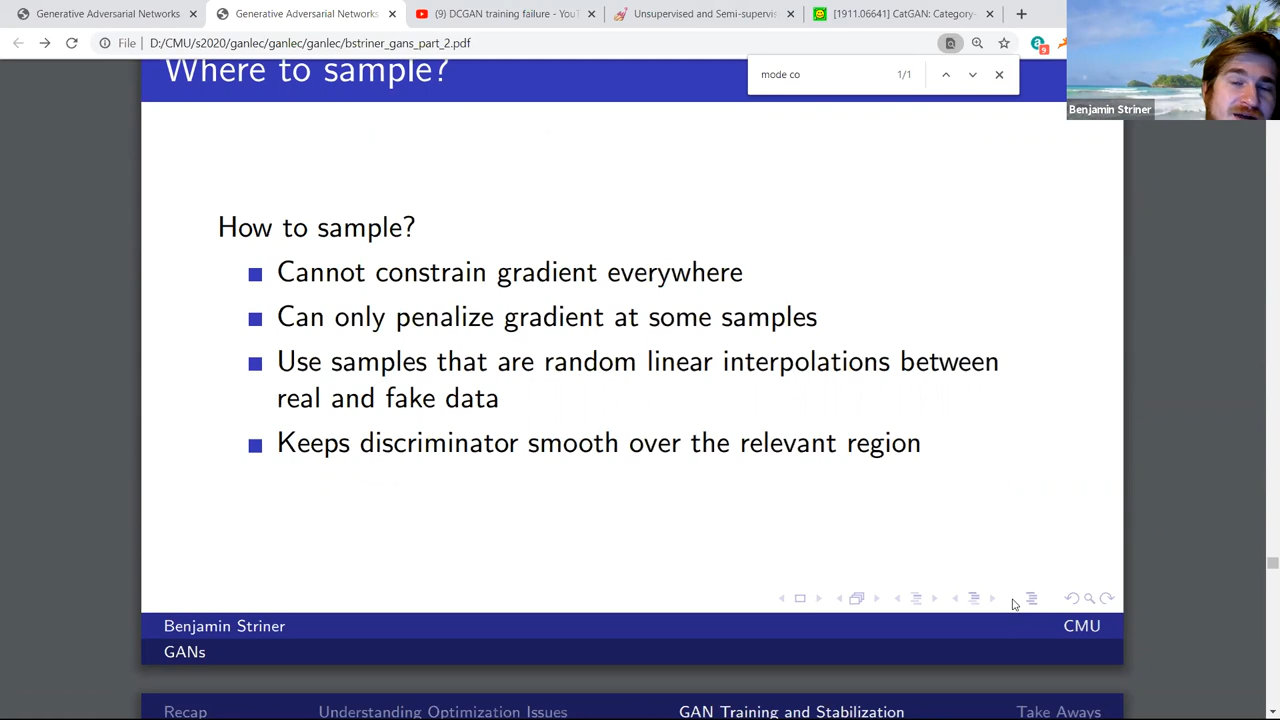 Generative Adversarial Networks
Generative Adversarial Networks
(9) DCGAN training failure - YouT
Unsupervised and Semi-supervis
[1911.06641] CatGAN: Category-
File
D:/CMU/s2020/ganlec/ganlec/ganlec/bstriner_gans_part_2.pdf
a
9
mode co
1/1
Benjamin Striner
Where to sample?
How to sample?
Cannot constrain gradient everywhere
Can only penalize gradient at some samples
Use samples that are random linear interpolations between
real and fake data
Keeps discriminator smooth over the relevant region
Benjamin Striner
CMU
GANs
Recap
Understanding Optimization Issues
GAN Training and Stabilization
Take Aways